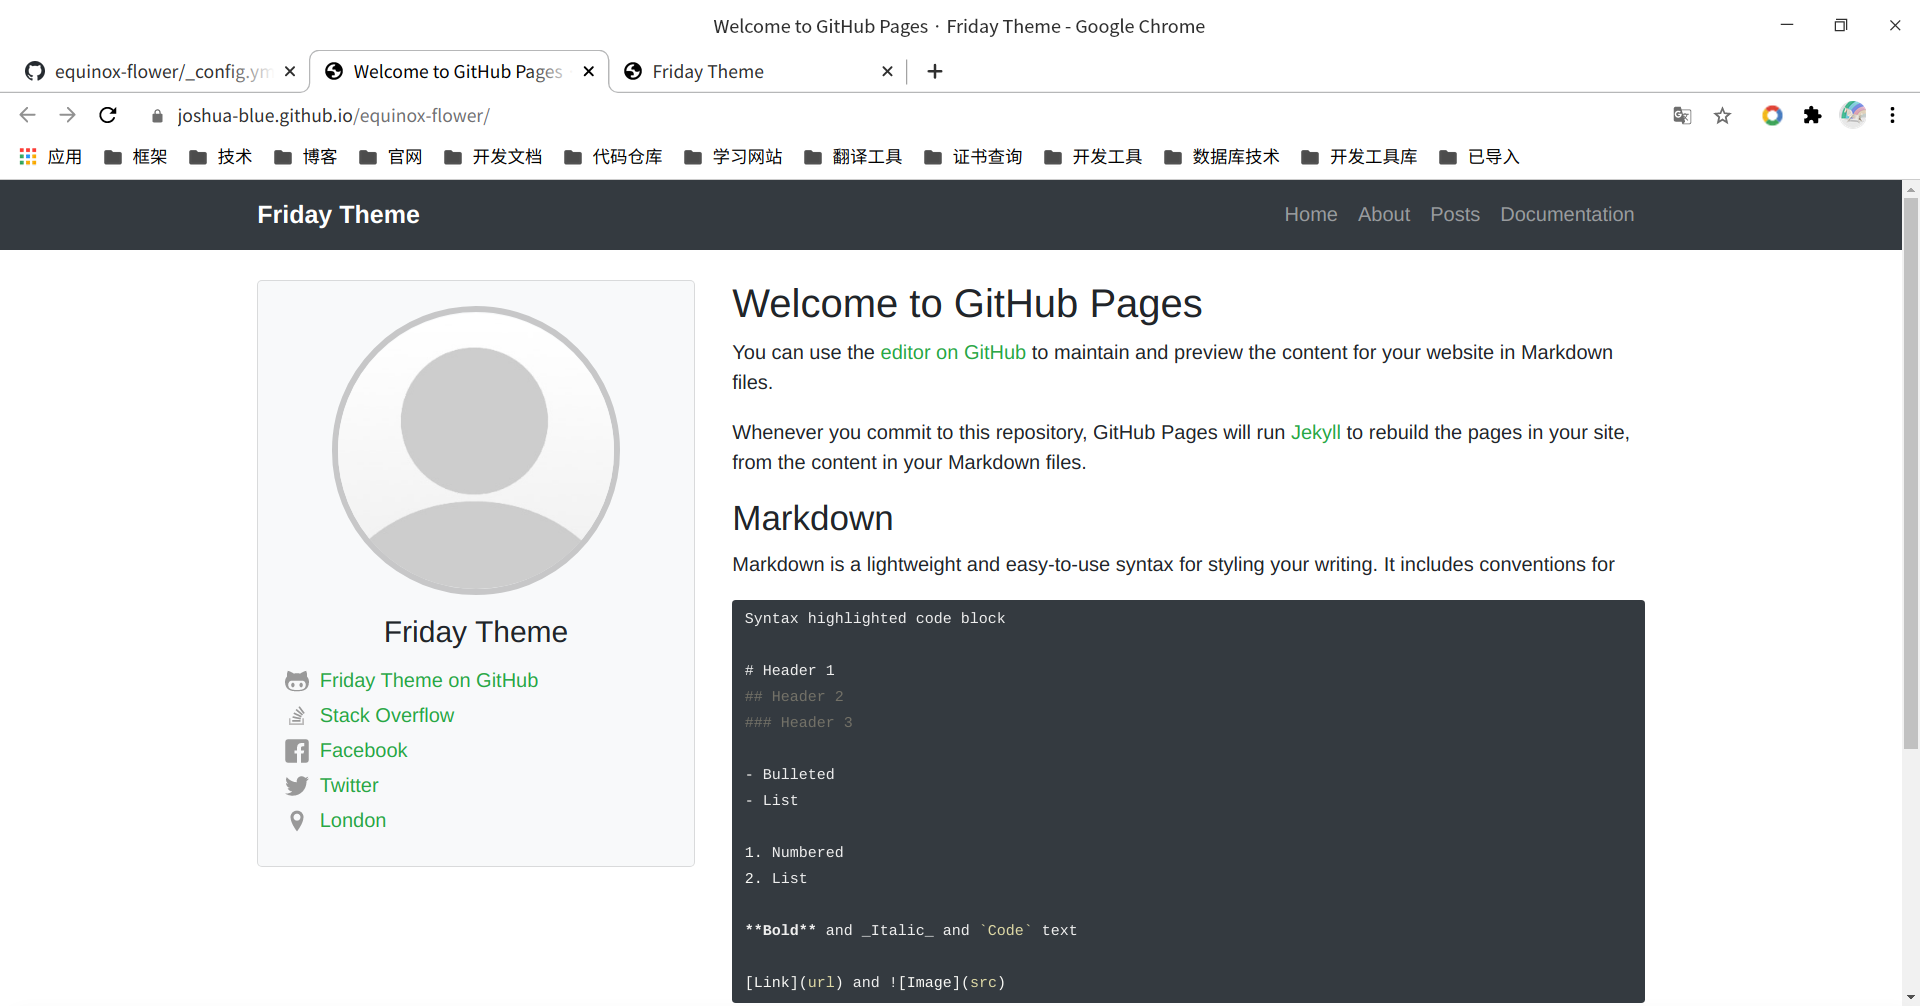 Welcome to GitHub Pages · Friday Theme - Google Chrome
equinox-flower/_config.ym
Welcome to GitHub Pages
Friday Theme
joshua-blue.github.io/equinox-flower/
应用 框架 技术 博客 官网 开发文档 代码仓库 学习网站 翻译工具 证书查询 开发工具 数据库技术 开发工具库 已导入
Friday Theme
Home About Posts Documentation
Friday Theme
Friday Theme on GitHub
Stack Overflow
Facebook
Twitter
London
Welcome to GitHub Pages
You can use the editor on GitHub to maintain and preview the content for your website in Markdown
files.
Whenever you commit to this repository, GitHub Pages will run Jekyll to rebuild the pages in your site,
from the content in your Markdown files.
Markdown
Markdown is a lightweight and easy-to-use syntax for styling your writing. It includes conventions for
Syntax highlighted code block
# Header 1
## Header 2
### Header 3
- Bulleted
- List
1. Numbered
2. List
**Bold** and _Italic_ and `Code` text
[Link](url) and ![Image](src)